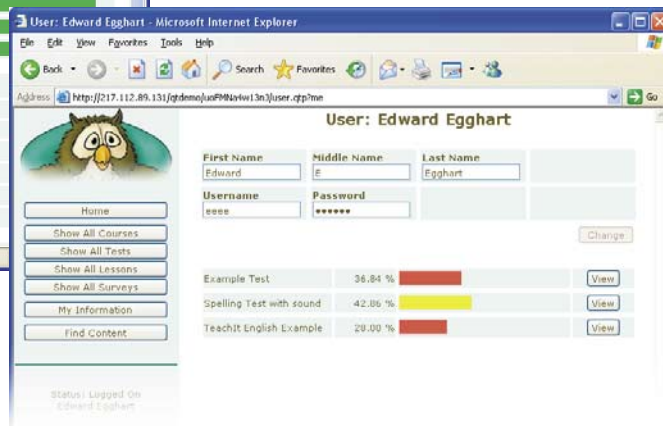 User: Edward Egghart - Microsoft Internet Explorer
File Edit View Favorites Tools Help
Back Search Favorites
Address http://217.112.89.131/qtdemo/uoFMNa4w13n3/user.qtp?me Go
User: Edward Egghart
First Name Middle Name Last Name
Edward E Egghart
Username Password
eeee ••••••
Change
Home
Show All Courses
Show All Tests
Show All Lessons
Show All Surveys
My Information
Find Content
Example Test 36.84 % View
Spelling Test with sound 42.86 % View
TeachIt English Example 28.00 % View
Status: Logged On
Edward Egghart